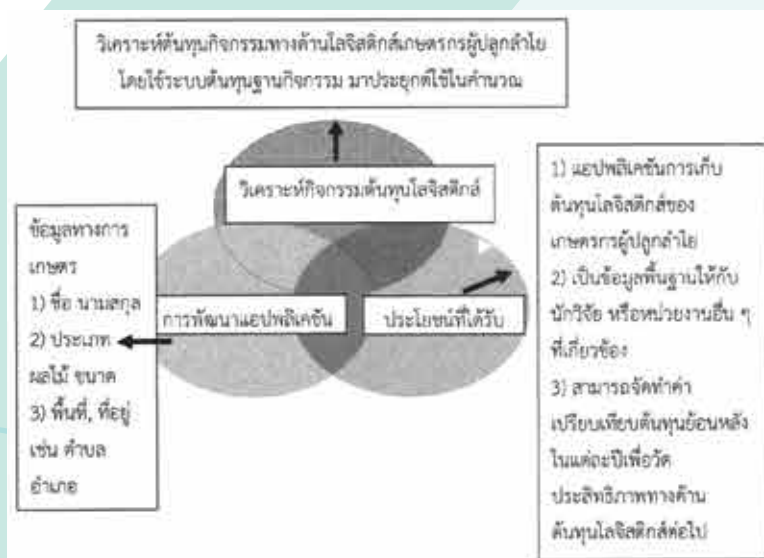 วิเคราะห์ต้นทุนกิจกรรมทางด้านโลจิสติกส์เกษตรกรผู้ปลูกลำไย
โดยใช้ระบบต้นทุนฐานกิจกรรม มาประยุกต์ใช้ในคำนวณ
วิเคราะห์กิจกรรมต้นทุนโลจิสติกส์
ข้อมูลทางการ
เกษตร
1) ชื่อ นามสกุล
2) ประเภท
ผลไม้ ขนาด
3) พื้นที่, ที่อยู่
เช่น ตำบล
อำเภอ
การพัฒนาแอปพลิเคชัน
ประโยชน์ที่ได้รับ
1) แอปพลิเคชันการเก็บ
ต้นทุนโลจิสติกส์ของ
เกษตรกรผู้ปลูกลำไย
2) เป็นข้อมูลพื้นฐานให้กับ
นักวิจัย หรือหน่วยงานอื่น ๆ
ที่เกี่ยวข้อง
3) สามารถจัดทำค่า
เปรียบเทียบต้นทุนย้อนหลัง
ในแต่ละปีเพื่อวัด
ประสิทธิภาพทางด้าน
ต้นทุนโลจิสติกส์ต่อไป